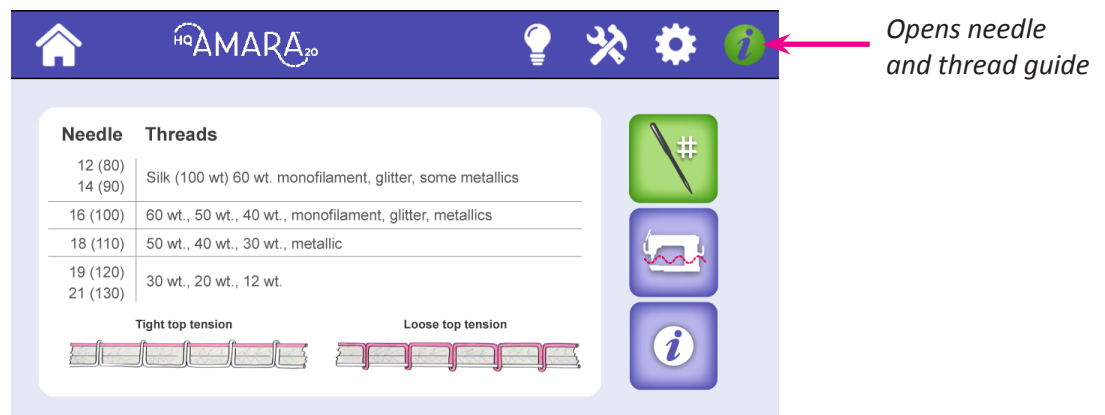 HQ AMARA 20
Opens needle
and thread guide
Needle Threads
12 (80)
14 (90)
Silk (100 wt) 60 wt. monofilament, glitter, some metallics
16 (100) 60 wt., 50 wt., 40 wt., monofilament, glitter, metallics
18 (110) 50 wt., 40 wt., 30 wt., metallic
19 (120)
21 (130)
30 wt., 20 wt., 12 wt.
Tight top tension Loose top tension
#
i
i